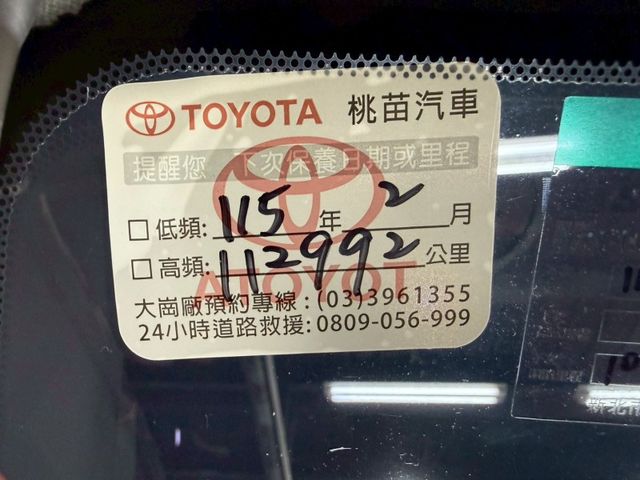 TOYOTA 桃苗汽車
提醒您 下次保養日期或里程
□低頻: 115 年 2 月
□高頻: 112992 公里
TOYOTA
大崗廠預約專線:(03)3961355
24小時道路救援:0809-056-999